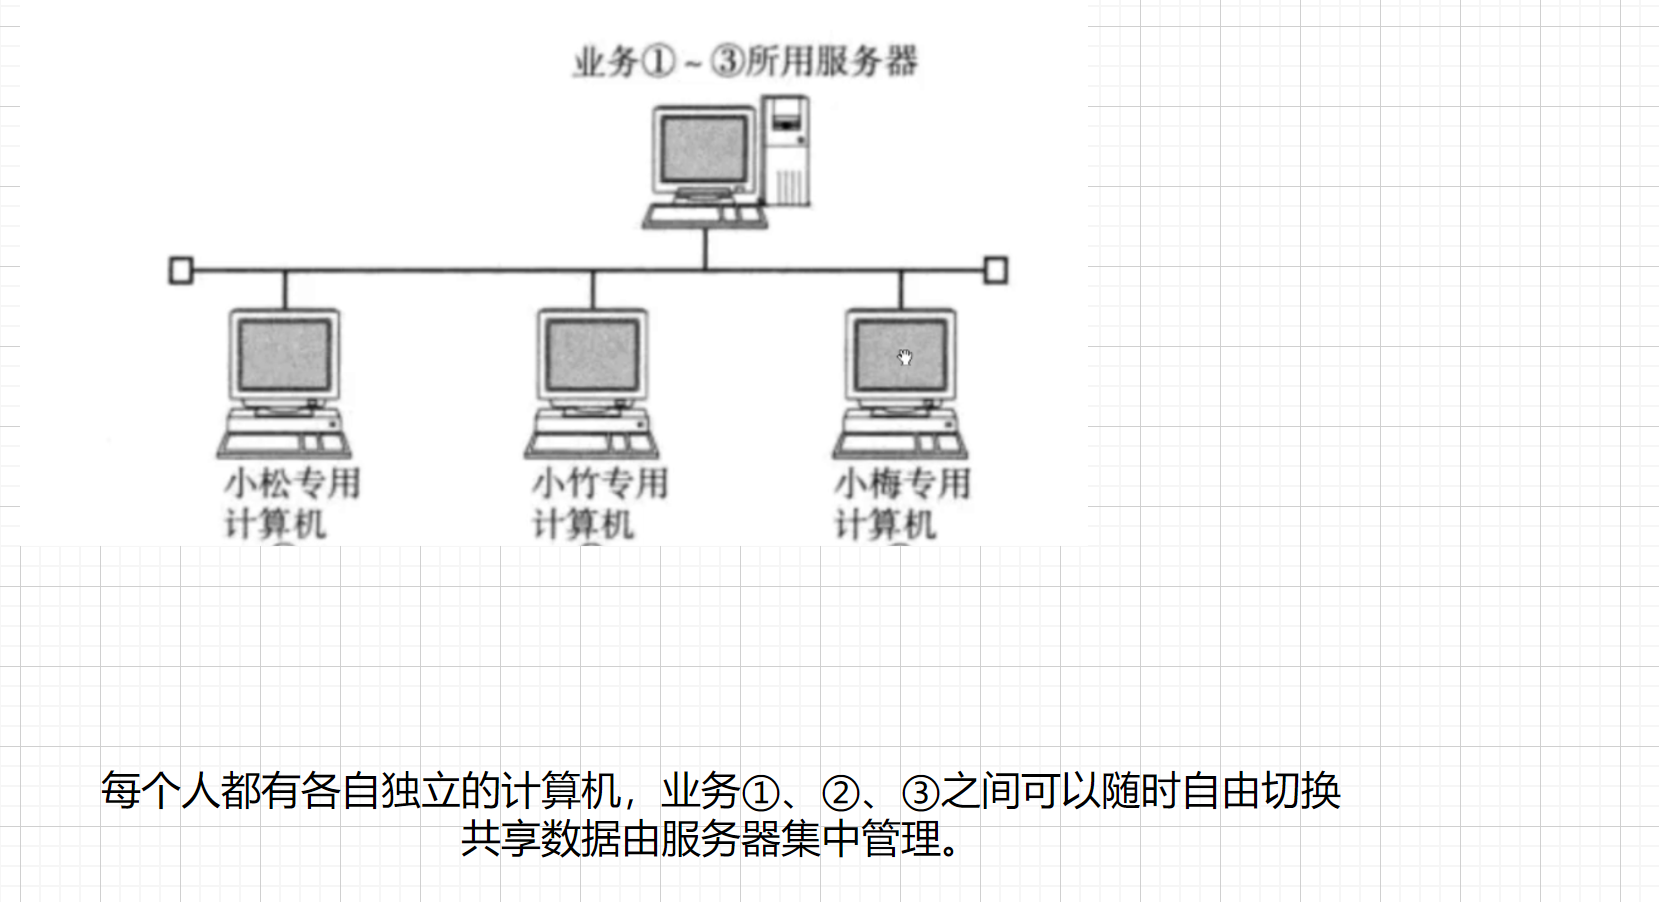 业务①~③所用服务器
小松专用 小竹专用 小梅专用
计算机 计算机 计算机
每个人都有各自独立的计算机，业务①、②、③之间可以随时自由切换
共享数据由服务器集中管理。